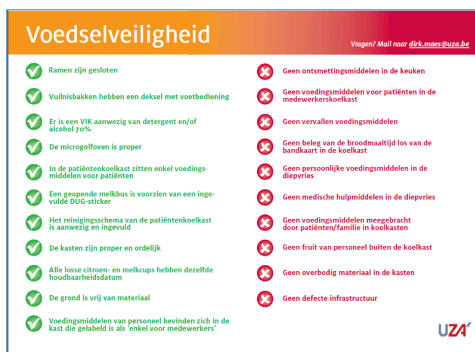 Voedselveiligheid
Vragen? Mail naar dirk.maes@uza.be
Ramen zijn gesloten
Vuilnisbakken hebben een deksel met voetbediening
Er is een VIK aanwezig van detergent en/of
alcohol 70%
De microgolfoven is proper
In de patiëntenkoelkast zitten enkel voedings-
middelen voor patiënten
Een geopende melkbus is voorzien van een inge-
vulde DUG-sticker
Het reinigingsschema van de patiëntenkoelkast
is aanwezig en ingevuld
De kasten zijn proper en ordelijk
Alle losse citroen- en melkcups hebben dezelfde
houdbaarheidsdatum
De grond is vrij van materiaal
Voedingsmiddelen van personeel bevinden zich in de
kast die gelabeld is als 'enkel voor medewerkers'
Geen ontsmettingsmiddelen in de keuken
Geen voedingsmiddelen voor patiënten in de
medewerkerskoelkast
Geen vervallen voedingsmiddelen
Geen beleg van de broodmaaltijd los van de
bandkaart in de koelkast
Geen persoonlijke voedingsmiddelen in de
diepvries
Geen medische hulpmiddelen in de diepvries
Geen voedingsmiddelen meegebracht
door patiënten/familie in koelkasten
Geen fruit van personeel buiten de koelkast
Geen overbodig materiaal in de kasten
Geen defecte infrastructuur
UZA